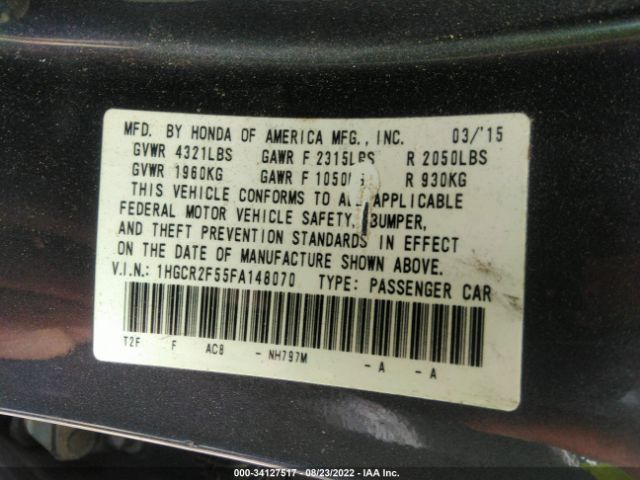 MFD. BY HONDA OF AMERICA MFG., INC. 03/'15
GVWR 4321LBS GAWR F 2315LBS R 2050LBS
GVWR 1960KG GAWR F 1050 R 930KG
THIS VEHICLE CONFORMS TO ALL APPLICABLE
FEDERAL MOTOR VEHICLE SAFETY, BUMPER,
AND THEFT PREVENTION STANDARDS IN EFFECT
ON THE DATE OF MANUFACTURE SHOWN ABOVE.
V.I.N.: 1HGCR2F55FA148070 TYPE: PASSENGER CAR
T2F F AC8 - NH797M - A - A
000-34127517 - 08/23/2022 - IAA Inc.